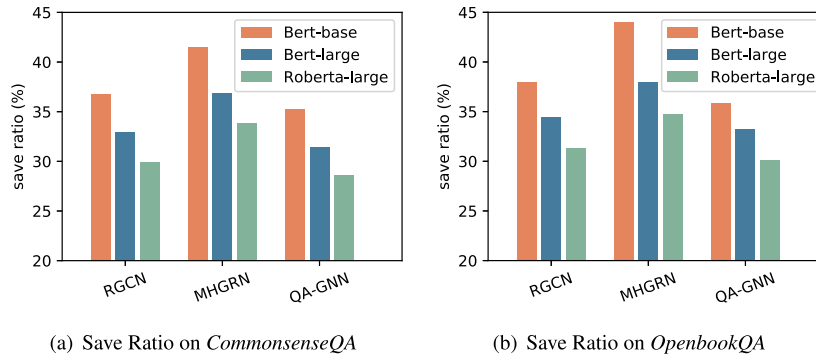 45
40
35
30
25
20
save ratio (%)
Bert-base
Bert-large
Roberta-large
RGCN
MHGRN
QA-GNN
(a) Save Ratio on CommonsenseQA
45
40
35
30
25
20
save ratio (%)
Bert-base
Bert-large
Roberta-large
RGCN
MHGRN
QA-GNN
(b) Save Ratio on OpenbookQA